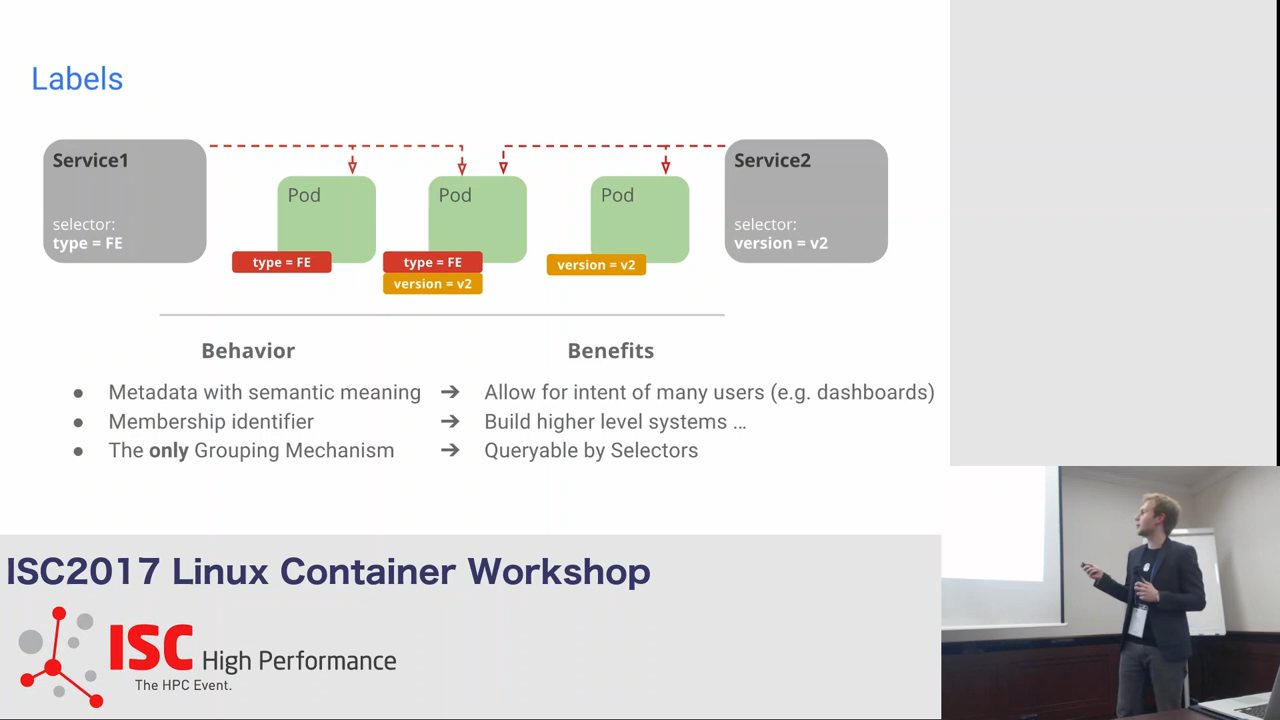 Labels
Service1
selector:
type = FE
Pod
type = FE
Pod
type = FE
version = v2
Pod
version = v2
Service2
selector:
version = v2
Behavior
● Metadata with semantic meaning
● Membership identifier
● The only Grouping Mechanism
Benefits
➔ Allow for intent of many users (e.g. dashboards)
➔ Build higher level systems ...
➔ Queryable by Selectors
ISC2017 Linux Container Workshop
ISC High Performance
The HPC Event.